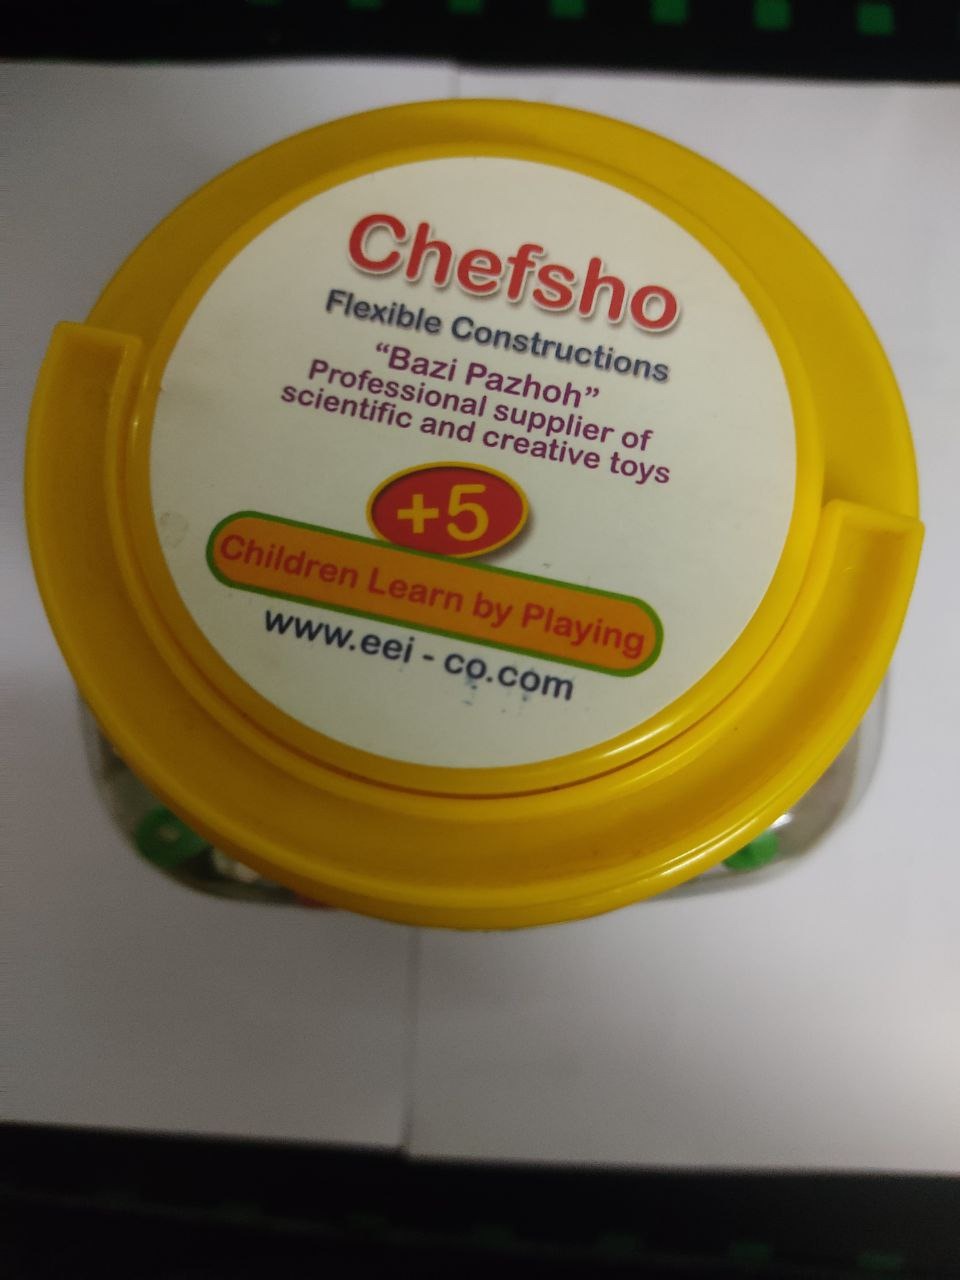 Chefsho
Flexible Constructions
“Bazi Pazhoh”
Professional supplier of
scientific and creative toys
+5
Children Learn by Playing
www.eei - co.com